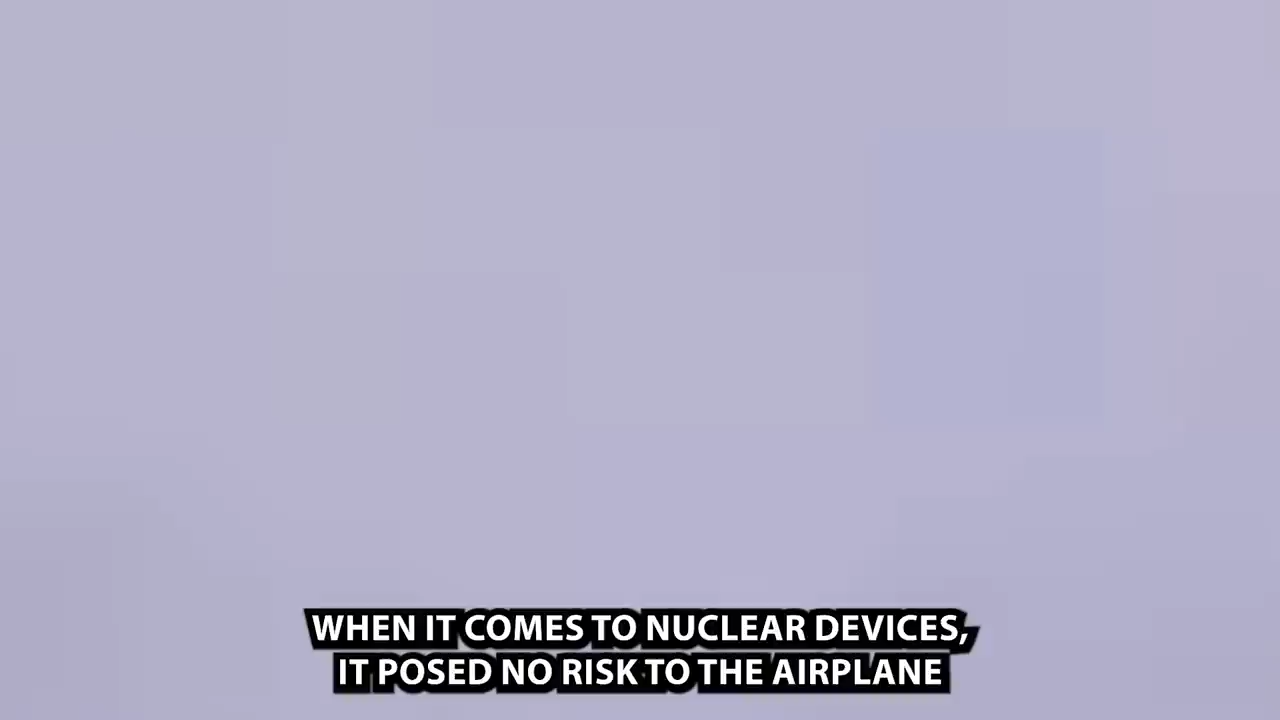 WHEN IT COMES TO NUCLEAR DEVICES,
IT POSED NO RISK TO THE AIRPLANE